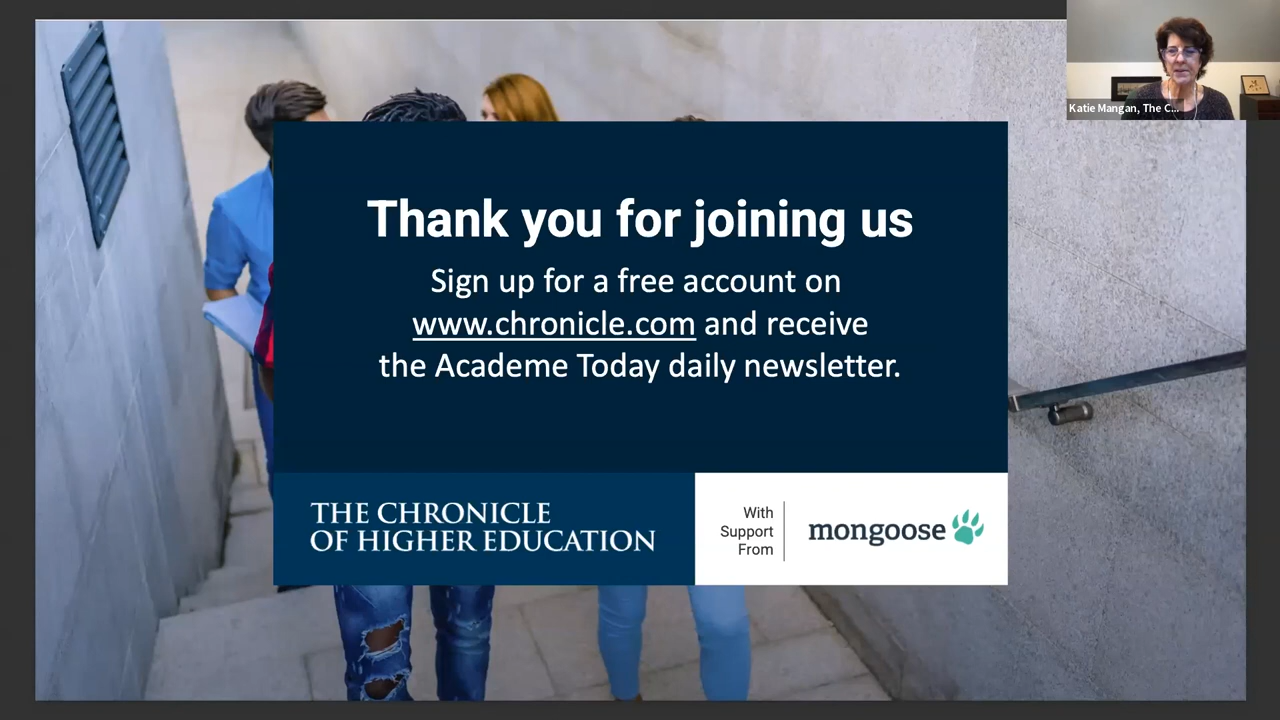 Katie Mangan, The C...
Thank you for joining us
Sign up for a free account on
www.chronicle.com and receive
the Academe Today daily newsletter.
THE CHRONICLE
OF HIGHER EDUCATION
With
Support
From
mongoose